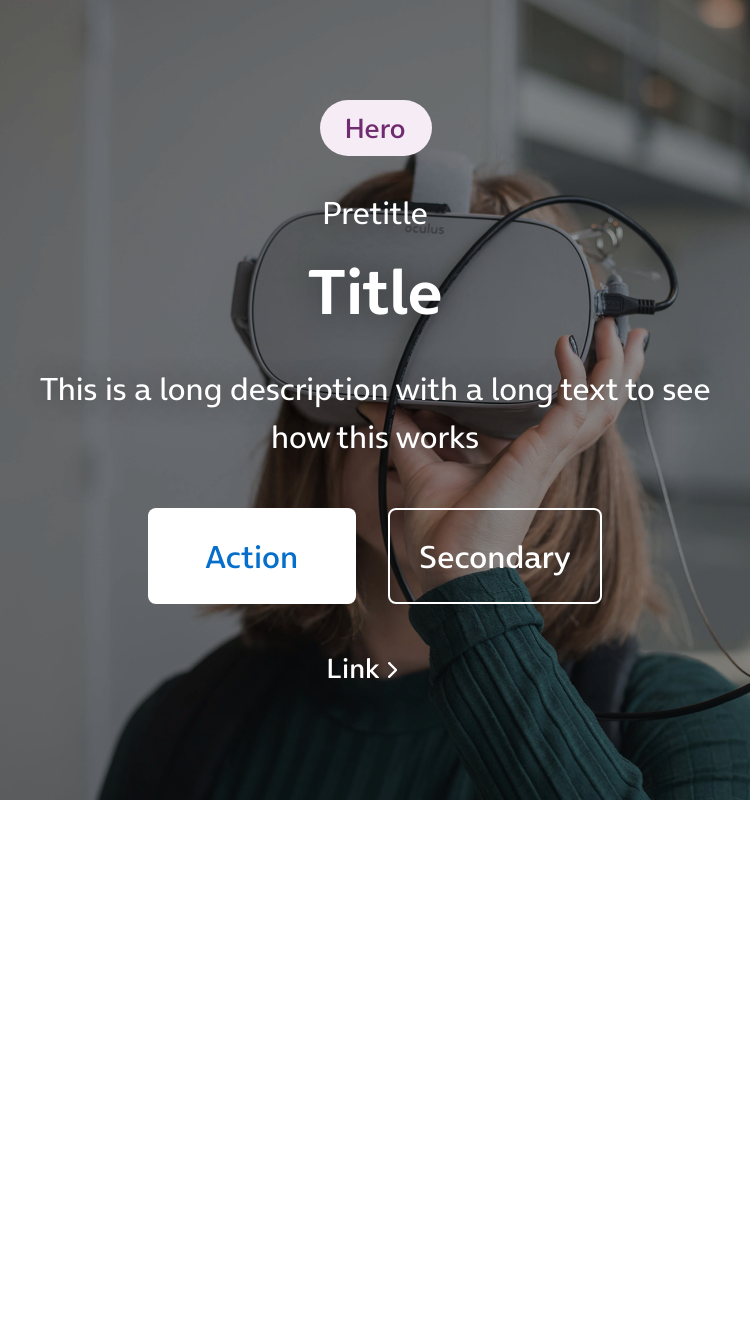 Hero
Pretitle
oculus
Title
This is a long description with a long text to see
how this works
Action
Secondary
Link